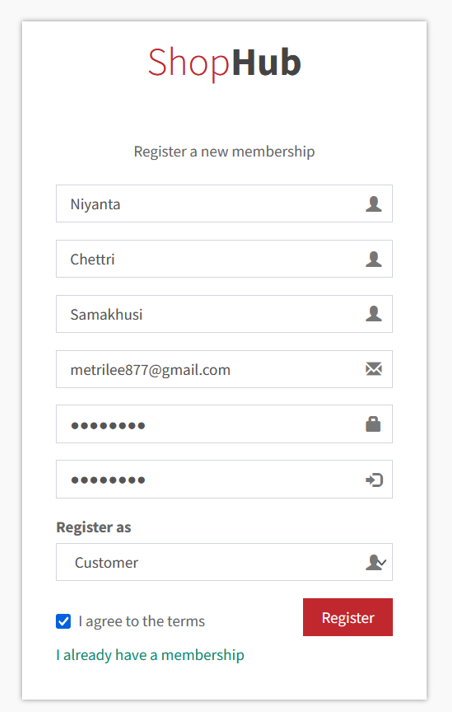 ShopHub
Register a new membership
Niyanta
Chettri
Samakhusi
metrilee877@gmail.com
●●●●●●●●
●●●●●●●●
Register as
Customer
I agree to the terms
Register
I already have a membership